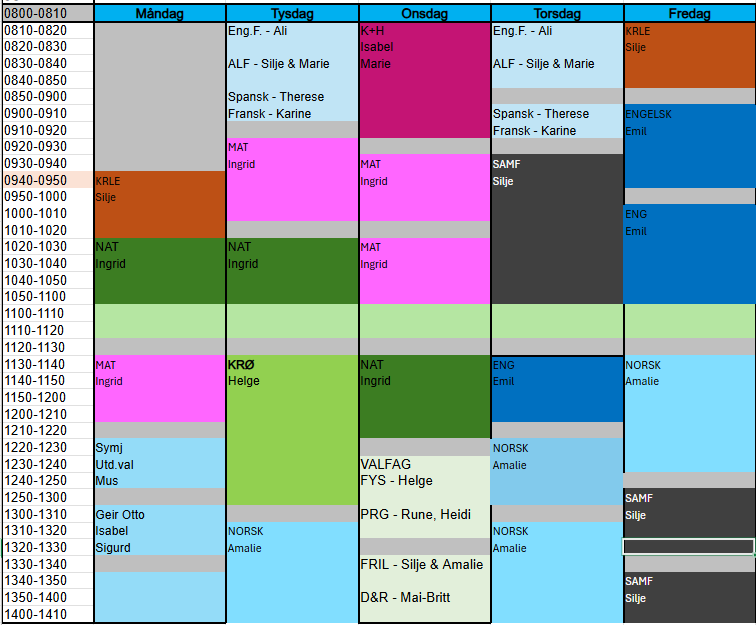 0800-0810 Måndag Tysdag Onsdag Torsdag Fredag
0810-0820 Eng.F. - Ali K+H Eng.F. - Ali KRLE
0820-0830 Isabel Silje
0830-0840 ALF - Silje & Marie Marie ALF - Silje & Marie
0840-0850
0850-0900 Spansk - Therese
0900-0910 Fransk - Karine Spansk - Therese ENGELSK
0910-0920 Fransk - Karine Emil
0920-0930 MAT
0930-0940 Ingrid MAT SAMF
0940-0950 KRLE Ingrid Silje
0950-1000 Silje
1000-1010 ENG
1010-1020 Emil
1020-1030 NAT NAT MAT
1030-1040 Ingrid Ingrid Ingrid
1040-1050
1050-1100
1100-1110
1110-1120
1120-1130
1130-1140 MAT KRØ NAT ENG NORSK
1140-1150 Ingrid Helge Ingrid Emil Amalie
1150-1200
1200-1210
1210-1220
1220-1230 Symj NORSK
1230-1240 Utd.val VALFAG Amalie
1240-1250 Mus FYS - Helge
1250-1300 SAMF
1300-1310 Geir Otto PRG - Rune, Heidi Silje
1310-1320 Isabel NORSK NORSK
1320-1330 Sigurd Amalie Amalie
1330-1340 FRIL - Silje & Amalie
1340-1350 SAMF
1350-1400 D&R - Mai-Britt Silje
1400-1410